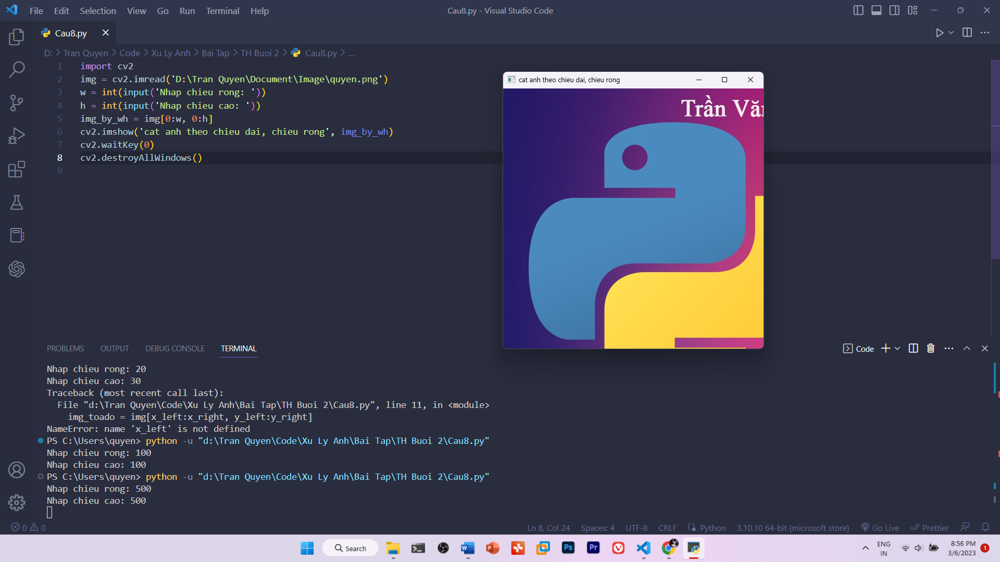 File Edit Selection View Go Run Terminal Help
Cau8.py - Visual Studio Code
Cau8.py
D: > Tran Quyen > Code > Xu Ly Anh > Bai Tap > TH Buoi 2 > Cau8.py > ...
1 import cv2
2 img = cv2.imread('D:\Tran Quyen\Document\Image\quyen.png')
3 w = int(input('Nhap chieu rong: '))
4 h = int(input('Nhap chieu cao: '))
5 img_by_wh = img[0:w, 0:h]
6 cv2.imshow('cat anh theo chieu dai, chieu rong', img_by_wh)
7 cv2.waitKey(0)
8 cv2.destroyAllWindows()
9
cat anh theo chieu dai, chieu rong
Trần Văn
PROBLEMS OUTPUT DEBUG CONSOLE TERMINAL
Code
Nhap chieu rong: 20
Nhap chieu cao: 30
Traceback (most recent call last):
File "d:\Tran Quyen\Code\Xu Ly Anh\Bai Tap\TH Buoi 2\Cau8.py", line 11, in <module>
img_toado = img[x_left:x_right, y_left:y_right]
NameError: name 'x_left' is not defined
PS C:\Users\quyen> python -u "d:\Tran Quyen\Code\Xu Ly Anh\Bai Tap\TH Buoi 2\Cau8.py"
Nhap chieu rong: 100
Nhap chieu cao: 100
PS C:\Users\quyen> python -u "d:\Tran Quyen\Code\Xu Ly Anh\Bai Tap\TH Buoi 2\Cau8.py"
Nhap chieu rong: 500
Nhap chieu cao: 500
0 0
Ln 8, Col 24 Spaces: 4 UTF-8 CRLF Python 3.10.10 64-bit (microsoft store) Go Live Prettier
Search
Ps Pr
ENG
IN
8:56 PM
3/6/2023
1